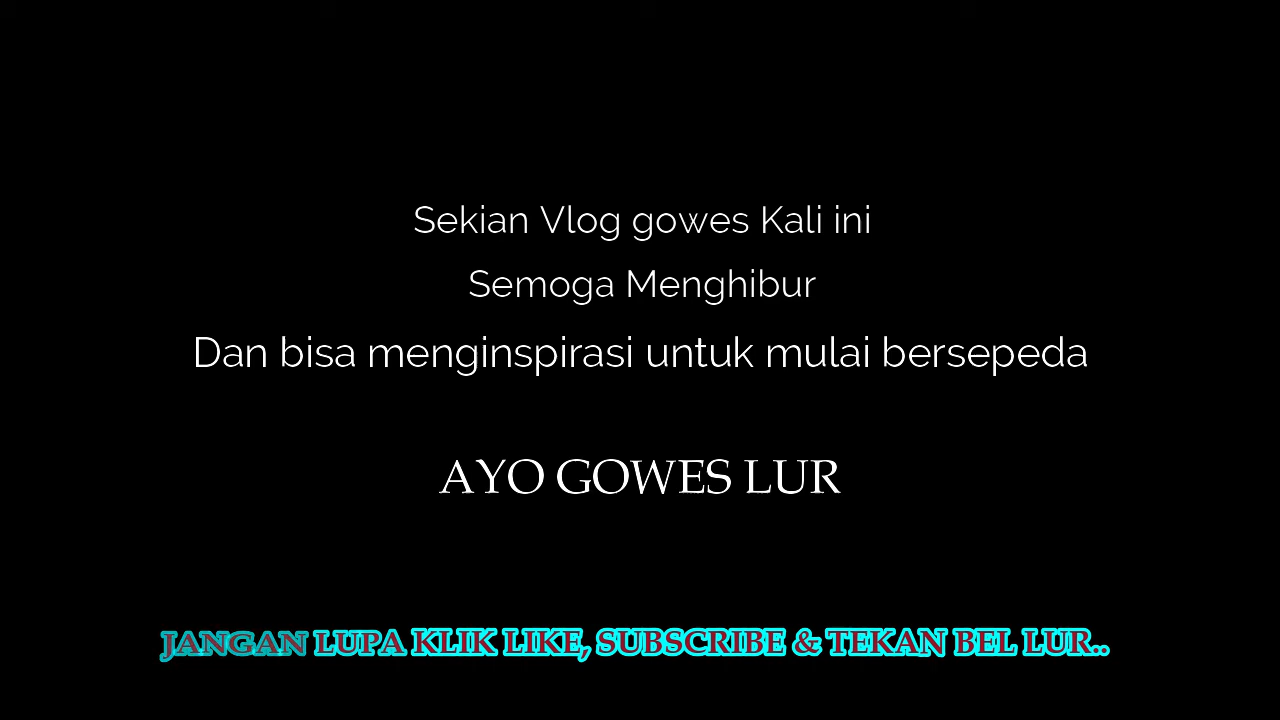 Sekian Vlog gowes Kali ini
Semoga Menghibur
Dan bisa menginspirasi untuk mulai bersepeda
AYO GOWES LUR
JANGAN LUPA KLIK LIKE, SUBSCRIBE & TEKAN BEL LUR..